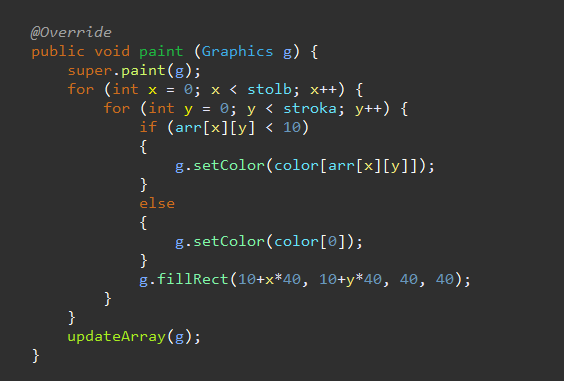 @Override
public void paint (Graphics g) {
    super.paint(g);
    for (int x = 0; x < stolb; x++) {
        for (int y = 0; y < stroka; y++) {
            if (arr[x][y] < 10)
            {
                g.setColor(color[arr[x][y]]);
            }
            else
            {
                g.setColor(color[0]);
            }
            g.fillRect(10+x*40, 10+y*40, 40, 40);
        }
    }
    updateArray(g);
}